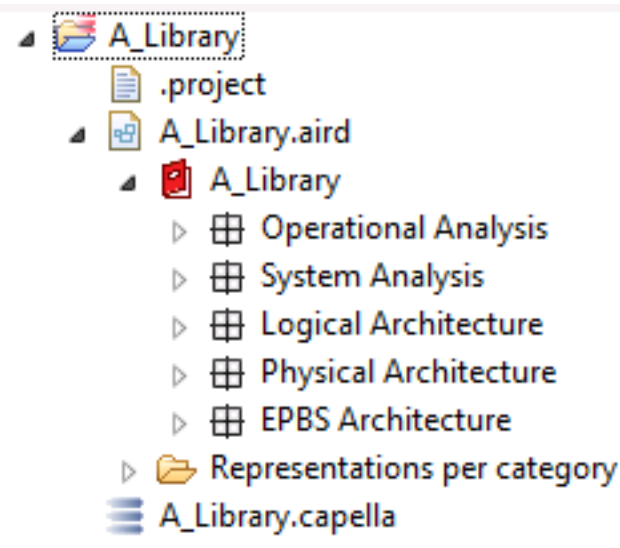 A_Library
.project
A_Library.aird
A_Library
Operational Analysis
System Analysis
Logical Architecture
Physical Architecture
EPBS Architecture
Representations per category
A_Library.capella